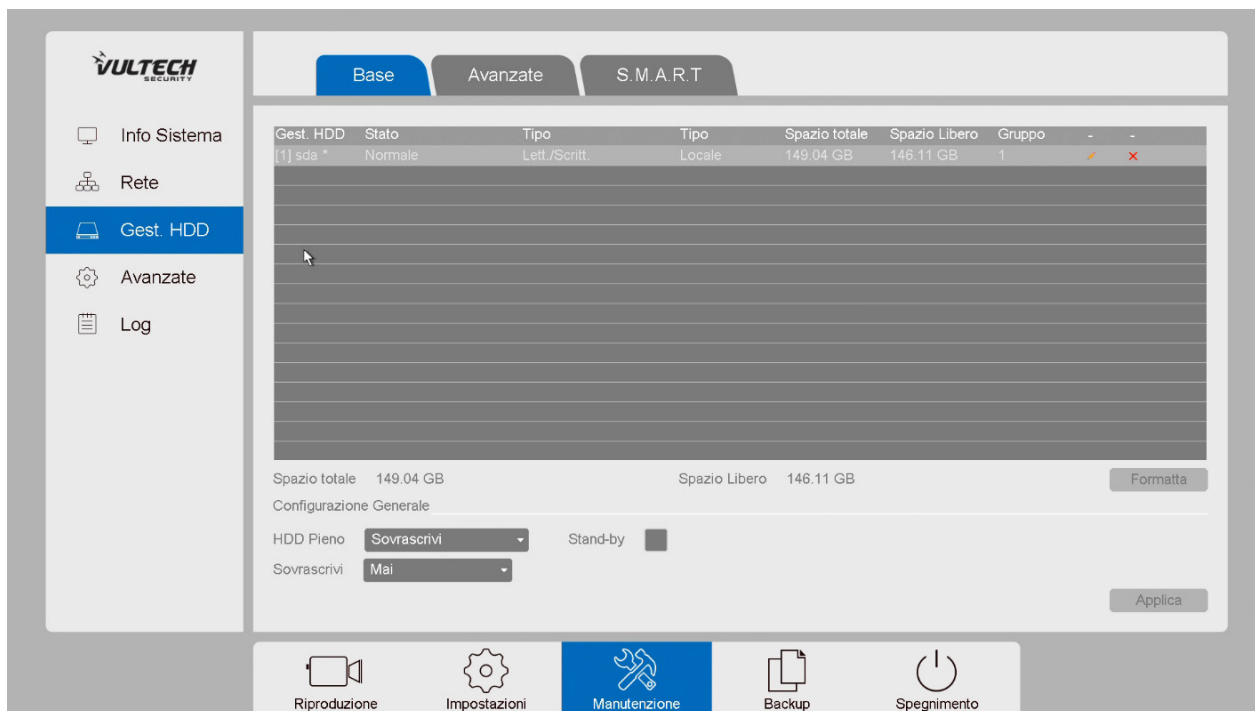 VULTECH
SECURITY
Base Avanzate S.M.A.R.T
Info Sistema
Rete
Gest. HDD
Avanzate
Log
Gest. HDD Stato Tipo Tipo Spazio totale Spazio Libero Gruppo - -
[1] sda * Normale Lett./Scritt. Locale 149.04 GB 146.11 GB 1
Spazio totale 149.04 GB Spazio Libero 146.11 GB Formatta
Configurazione Generale
HDD Pieno Sovrascrivi Stand-by
Sovrascrivi Mai
Applica
Riproduzione Impostazioni Manutenzione Backup Spegnimento